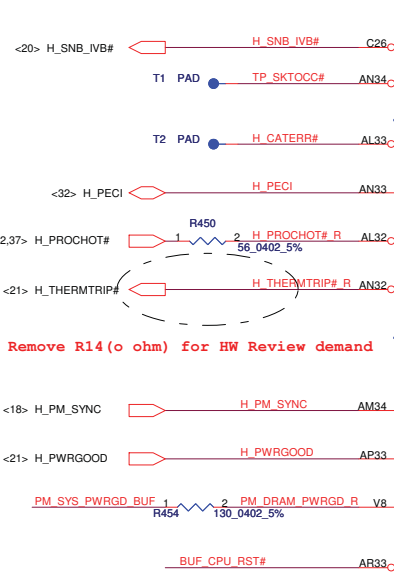 <20> H_SNB_IVB# H_SNB_IVB# C26
T1 PAD TP_SKTOCC# AN34
T2 PAD H_CATERR# AL33
<32> H_PECI H_PECI AN33
R450
2,37> H_PROCHOT# 1 2 H_PROCHOT#_R AL32
56_0402_5%
<21> H_THERMTRIP# H_THERMTRIP#_R AN32
Remove R14(o ohm) for HW Review demand
<18> H_PM_SYNC H_PM_SYNC AM34
<21> H_PWRGOOD H_PWRGOOD AP33
PM_SYS_PWRGD_BUF 1 2 PM_DRAM_PWRGD_R V8
R454 130_0402_5%
BUF_CPU_RST# AR33